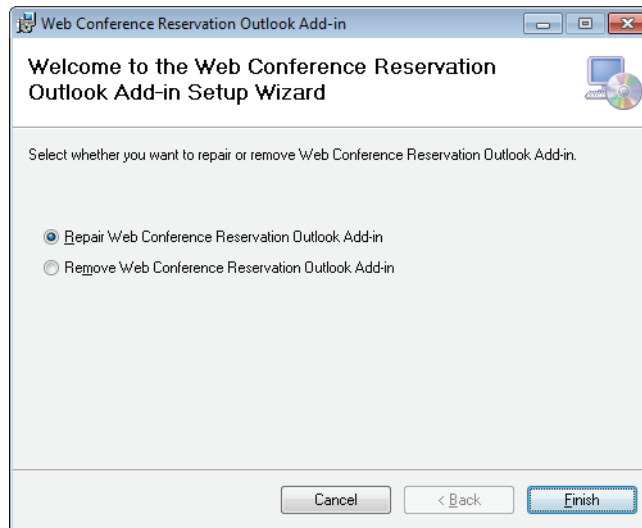 Web Conference Reservation Outlook Add-in
Welcome to the Web Conference Reservation
Outlook Add-in Setup Wizard
Select whether you want to repair or remove Web Conference Reservation Outlook Add-in.
Repair Web Conference Reservation Outlook Add-in
Remove Web Conference Reservation Outlook Add-in
Cancel
< Back
Finish